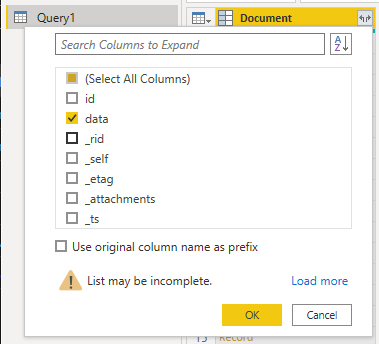 Query1
Document
Search Columns to Expand
A
Z
(Select All Columns)
id
data
_rid
_self
_etag
_attachments
_ts
Use original column name as prefix
List may be incomplete.
Load more
OK
Cancel
15
Record